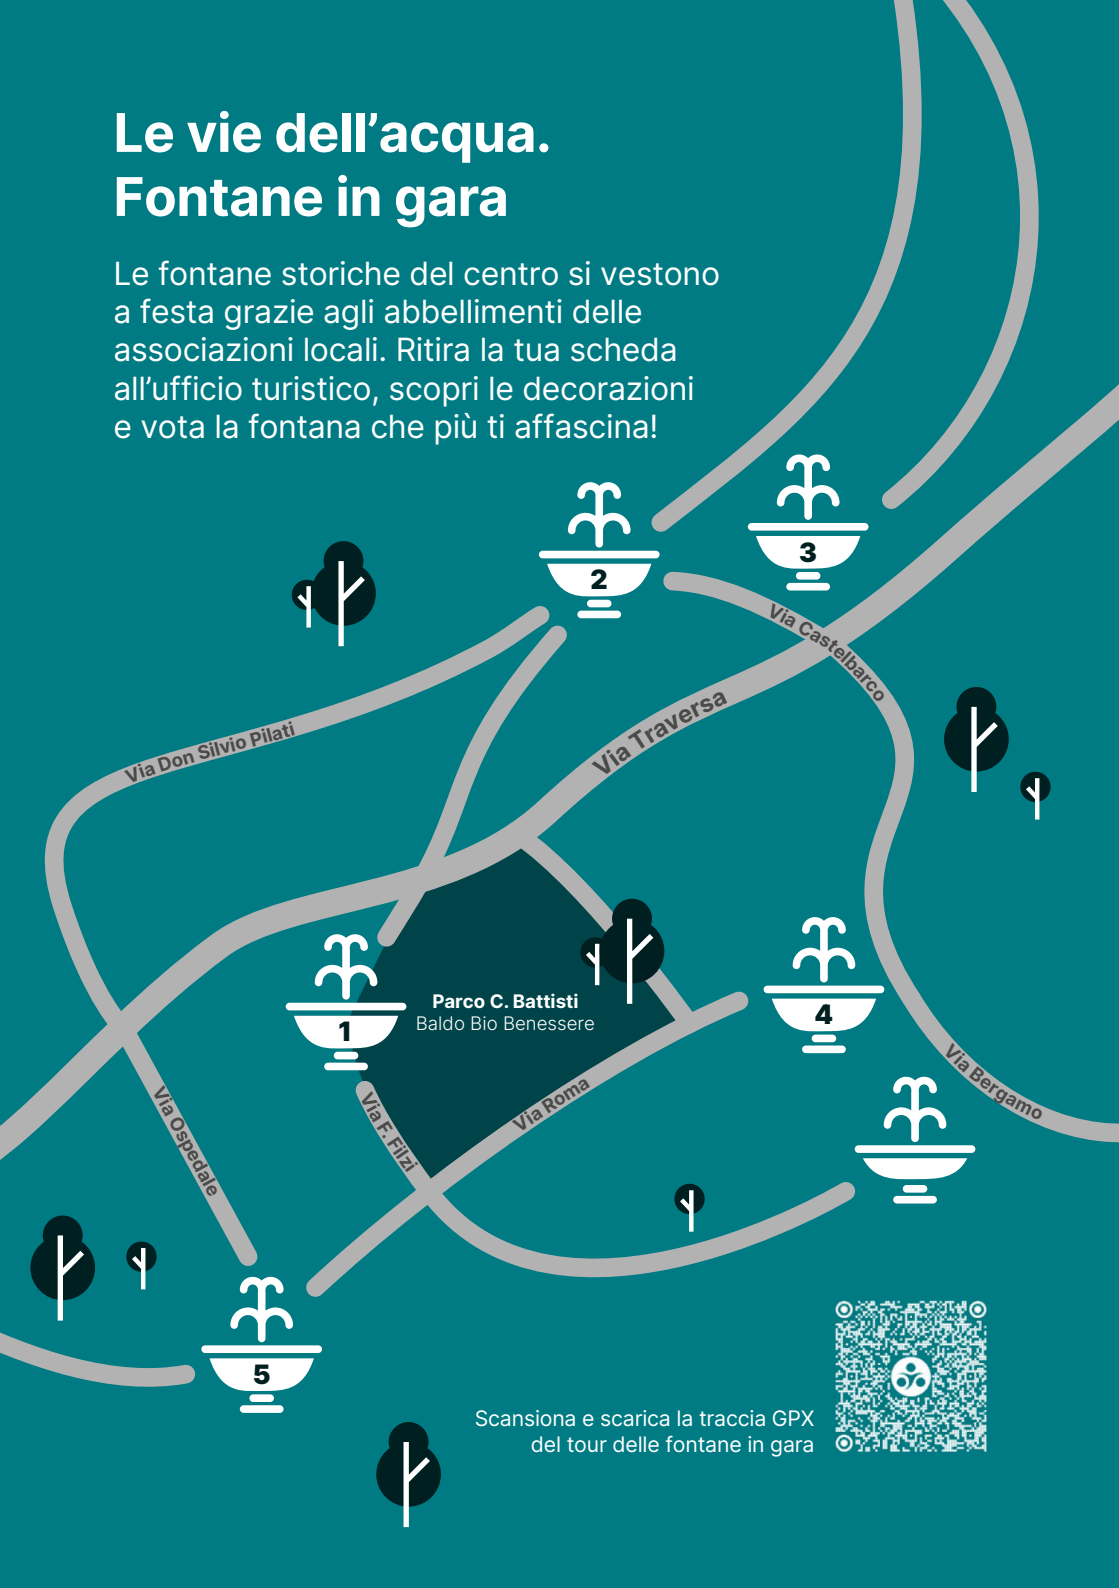 Le vie dell’acqua.
Fontane in gara
Le fontane storiche del centro si vestono
a festa grazie agli abbellimenti delle
associazioni locali. Ritira la tua scheda
all’ufficio turistico, scopri le decorazioni
e vota la fontana che più ti affascina!
3
2
Via Castelbarco
Via Traversa
Via Don Silvio Pilati
Parco C. Battisti
Baldo Bio Benessere
1
4
Via Bergamo
Via Roma
Via F. Filzi
Via Ospedale
5
Scansiona e scarica la traccia GPX
del tour delle fontane in gara